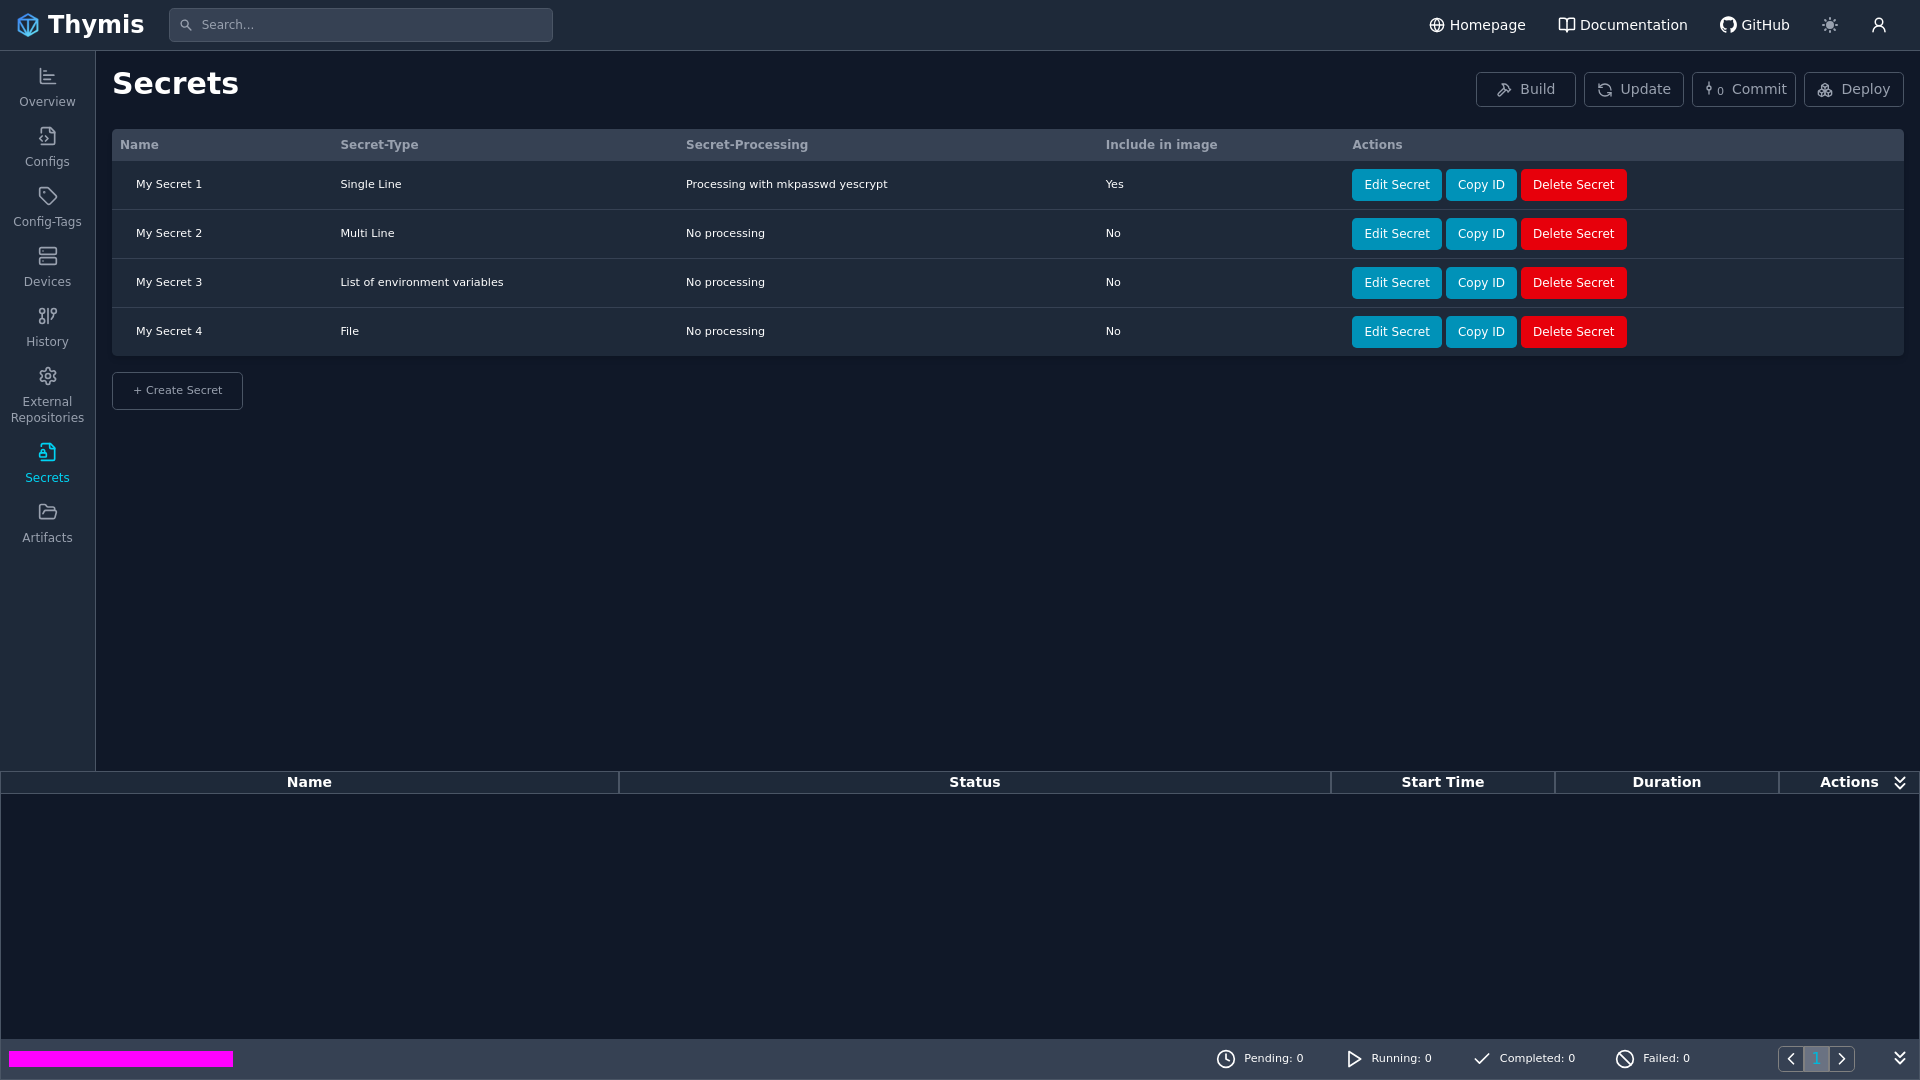 Thymis
Search...
Homepage
Documentation
GitHub
Overview
Configs
Config-Tags
Devices
History
External
Repositories
Secrets
Artifacts
Secrets
Build
Update
0 Commit
Deploy
Name Secret-Type Secret-Processing Include in image Actions
My Secret 1 Single Line Processing with mkpasswd yescrypt Yes Edit Secret Copy ID Delete Secret
My Secret 2 Multi Line No processing No Edit Secret Copy ID Delete Secret
My Secret 3 List of environment variables No processing No Edit Secret Copy ID Delete Secret
My Secret 4 File No processing No Edit Secret Copy ID Delete Secret
+ Create Secret
Name Status Start Time Duration Actions
Pending: 0 Running: 0 Completed: 0 Failed: 0 1